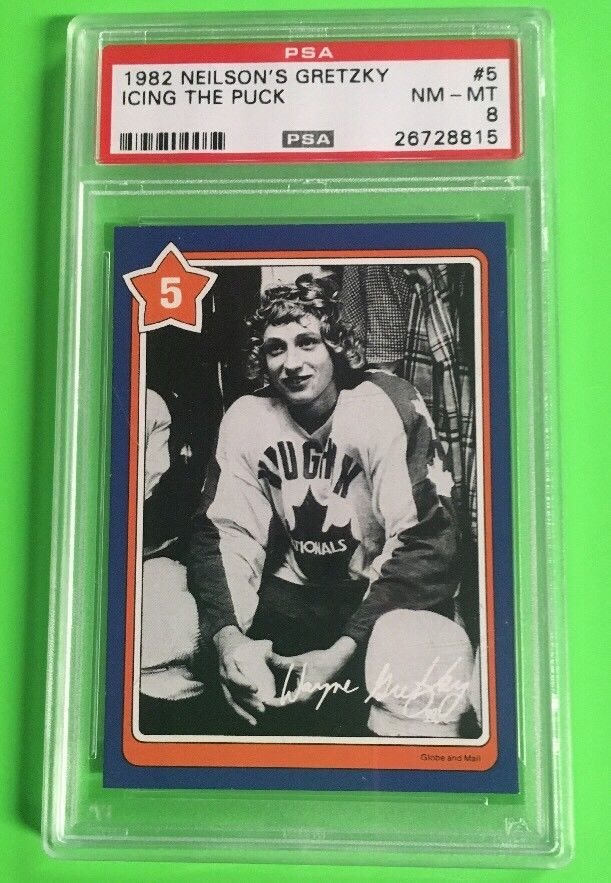 PSA
1982 NEILSON'S GRETZKY #5
ICING THE PUCK NM - MT
8
PSA 26728815
5
NATIONALS
Wayne Gretzky
Globe and Mail